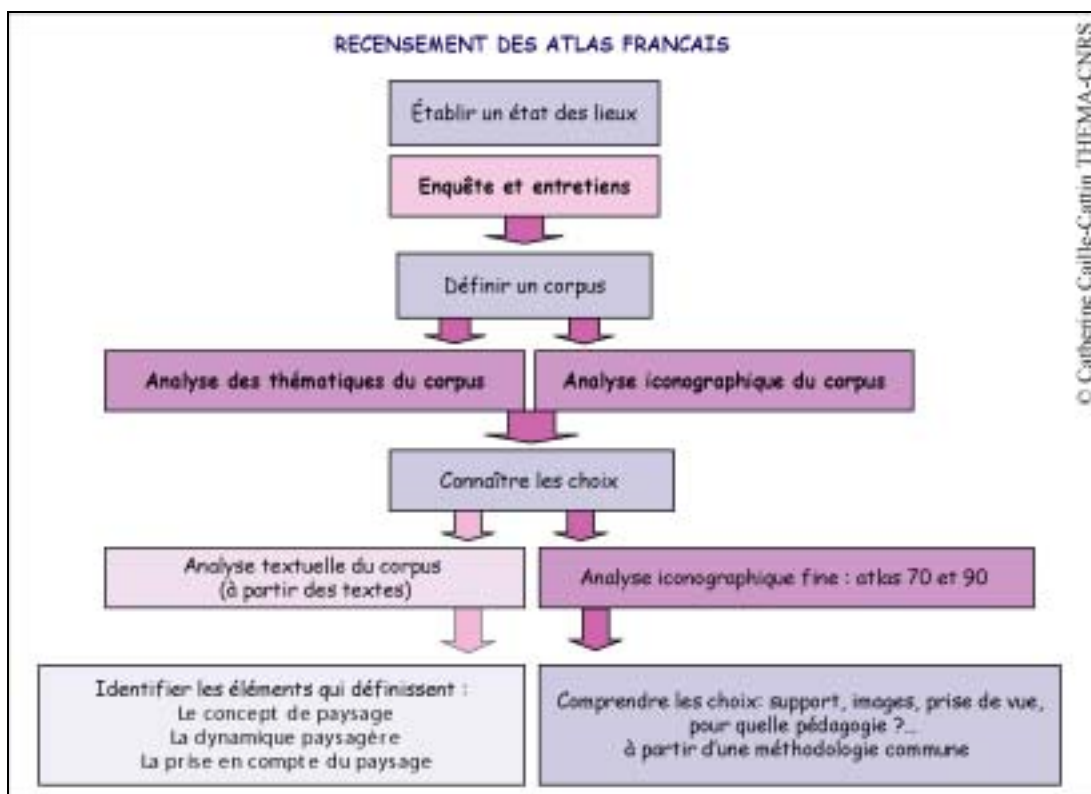 RECENSEMENT DES ATLAS FRANCAIS
Établir un état des lieux
Enquête et entretiens
Définir un corpus
Analyse des thématiques du corpus
Analyse iconographique du corpus
Connaître les choix
Analyse textuelle du corpus
(à partir des textes)
Analyse iconographique fine : atlas 70 et 90
Identifier les éléments qui définissent :
Le concept de paysage
La dynamique paysagère
La prise en compte du paysage
Comprendre les choix: support, images, prise de vue,
pour quelle pédagogie ?...
à partir d'une méthodologie commune
© Catherine Caille-Cattin THEMA-CNRS